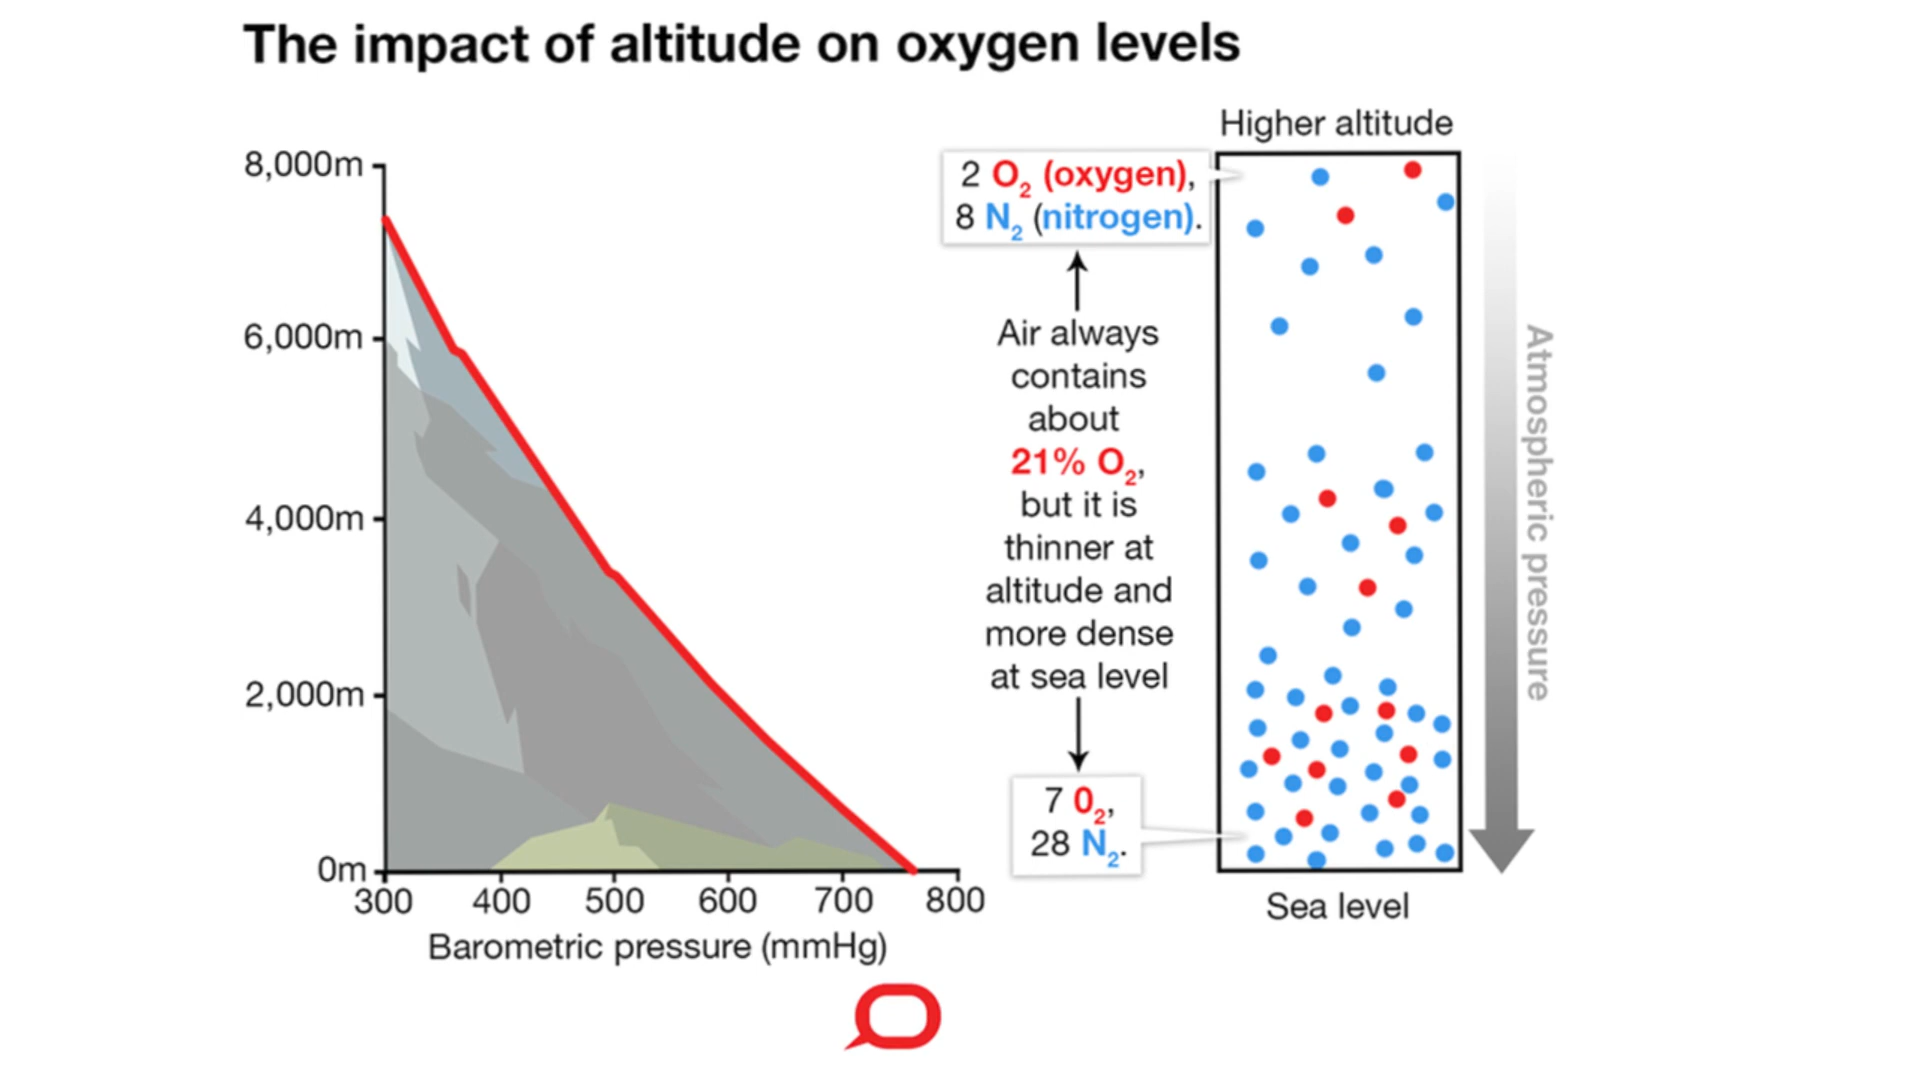 The impact of altitude on oxygen levels
8,000m
6,000m
4,000m
2,000m
0m
300 400 500 600 700 800
Barometric pressure (mmHg)
2 O₂ (oxygen),
8 N₂ (nitrogen).
Air always
contains
about
21% O₂,
but it is
thinner at
altitude and
more dense
at sea level
7 0₂,
28 N₂.
Higher altitude
Sea level
Atmospheric pressure